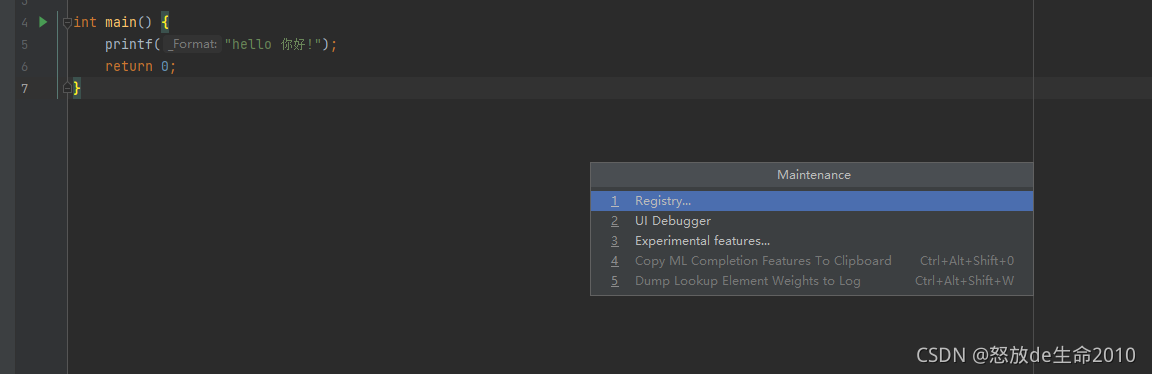 4 int main() {
5 printf(_Format:"hello 你好!");
6 return 0;
7 }
Maintenance
1 Registry...
2 UI Debugger
3 Experimental features...
4 Copy ML Completion Features To Clipboard Ctrl+Alt+Shift+0
5 Dump Lookup Element Weights to Log Ctrl+Alt+Shift+W
CSDN @怒放de生命2010